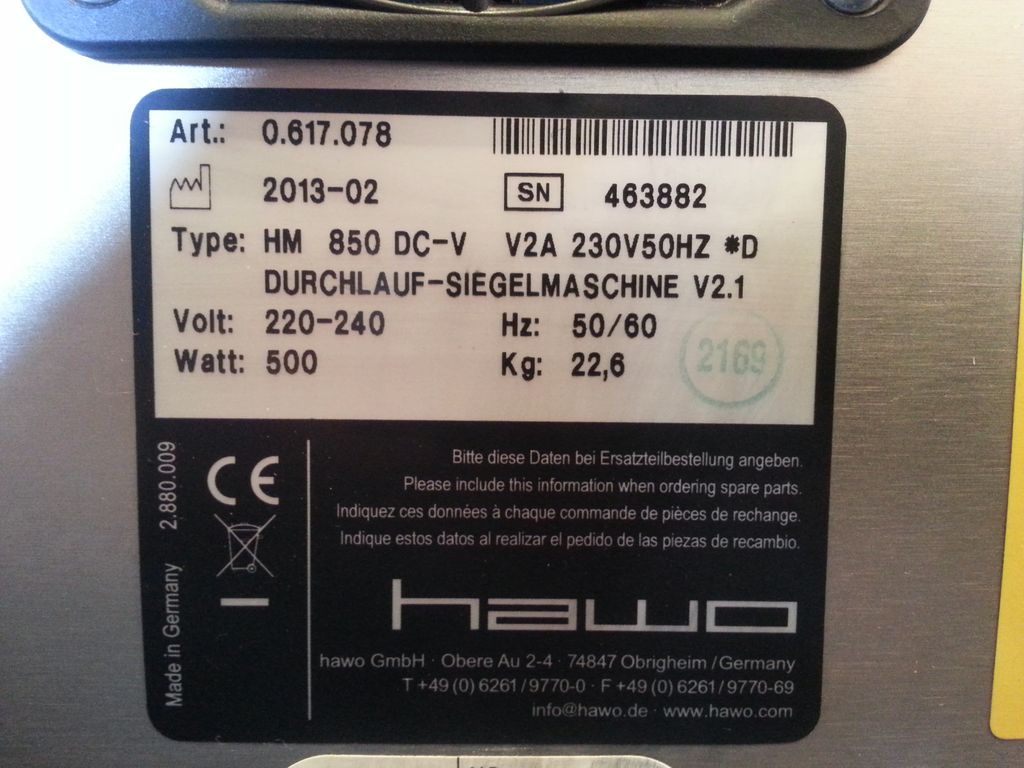 Art.: 0.617.078
2013-02 SN 463882
Type: HM 850 DC-V V2A 230V50HZ *D
DURCHLAUF-SIEGELMASCHINE V2.1
Volt: 220-240 Hz: 50/60
Watt: 500 Kg: 22,6
2169
Made in Germany 2.880.009
CE
Bitte diese Daten bei Ersatzteilbestellung angeben.
Please include this information when ordering spare parts.
Indiquez ces données à chaque commande de pièces de rechange.
Indique estos datos al realizar el pedido de las piezas de recambio.
hawo
hawo GmbH · Obere Au 2-4 · 74847 Obrigheim / Germany
T +49 (0) 6261 / 9770-0 · F +49 (0) 6261 / 9770-69
info@hawo.de · www.hawo.com